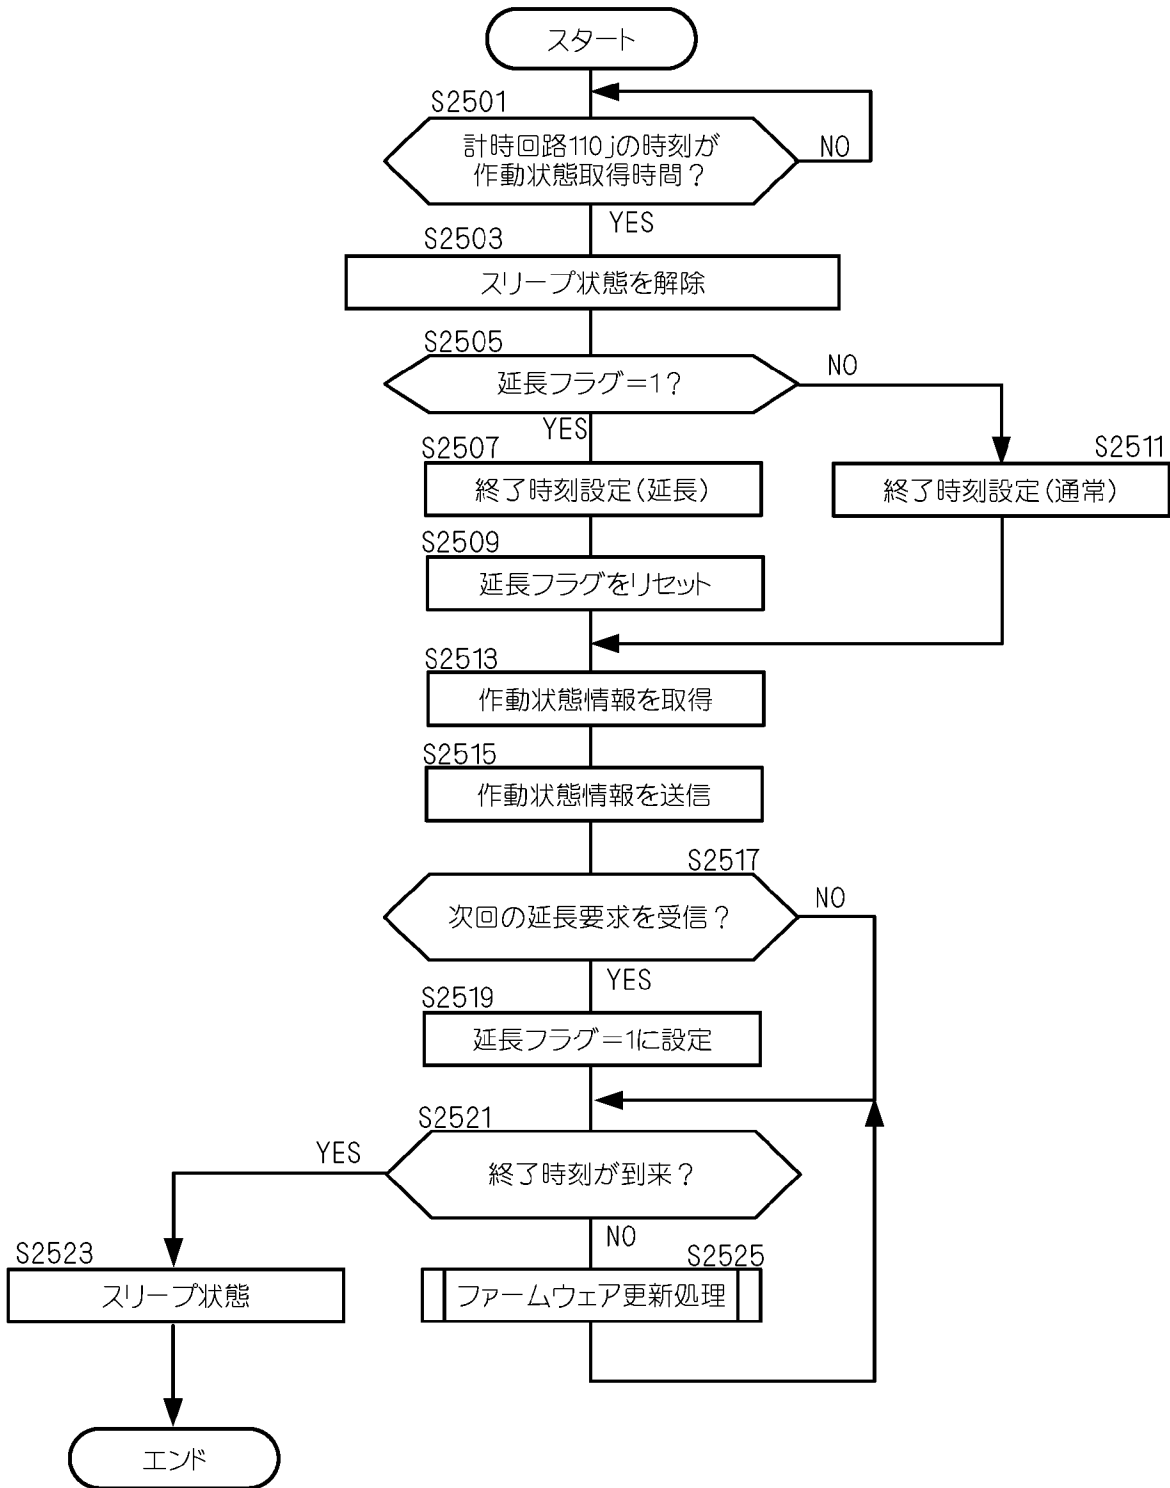 スタート
S2501
計時回路110jの時刻が
作動状態取得時間？
NO
YES
S2503
スリープ状態を解除
S2505
延長フラグ＝1？
NO
YES
S2507
終了時刻設定(延長)
S2511
終了時刻設定(通常)
S2509
延長フラグをリセット
S2513
作動状態情報を取得
S2515
作動状態情報を送信
S2517
次回の延長要求を受信？
NO
YES
S2519
延長フラグ＝1に設定
S2521
終了時刻が到来？
YES
NO
S2523
スリープ状態
S2525
ファームウェア更新処理
エンド